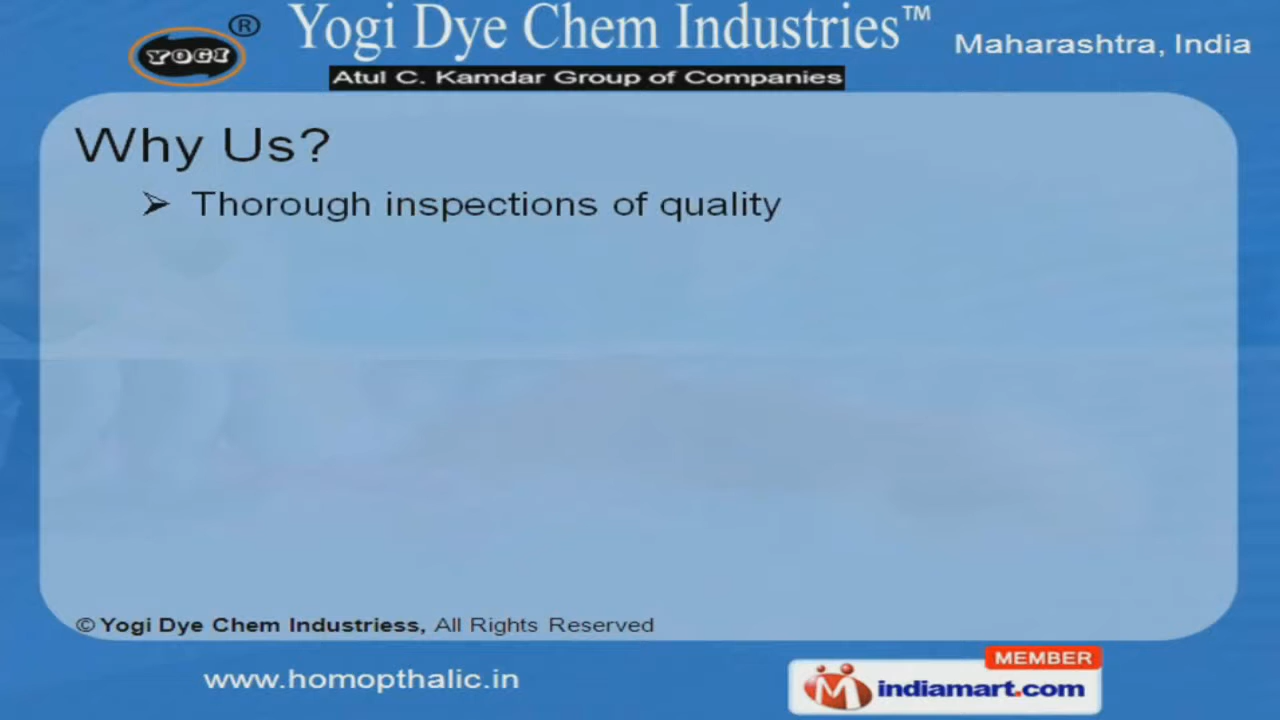 YOGI ®
Yogi Dye Chem Industries™
Atul C. Kamdar Group of Companies
Maharashtra, India
Why Us?
➢ Thorough inspections of quality
© Yogi Dye Chem Industriess, All Rights Reserved
www.homopthalic.in
MEMBER
indiamart.com